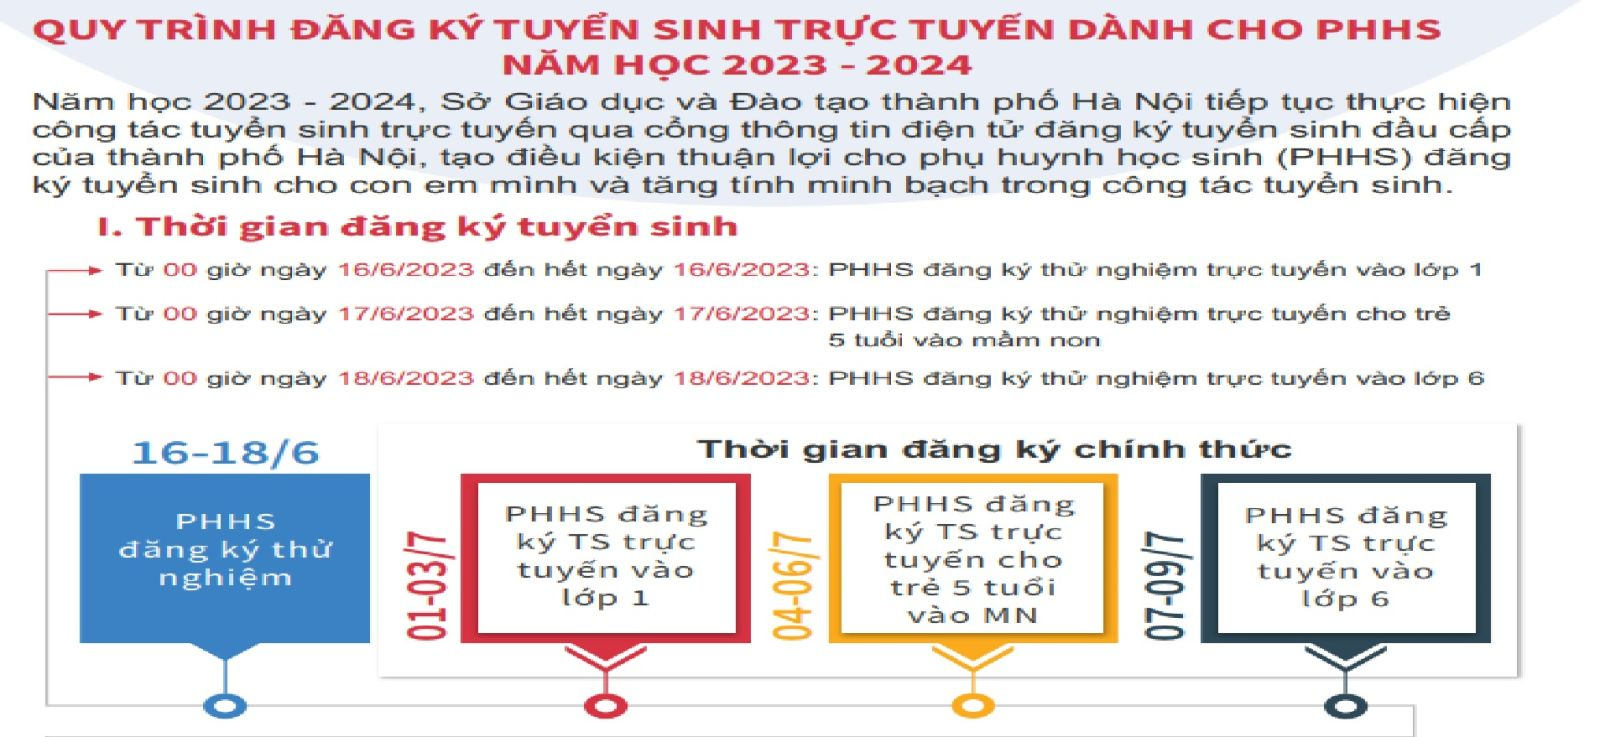 QUY TRÌNH ĐĂNG KÝ TUYỂN SINH TRỰC TUYẾN DÀNH CHO PHHS
NĂM HỌC 2023 - 2024
Năm học 2023 - 2024, Sở Giáo dục và Đào tạo thành phố Hà Nội tiếp tục thực hiện
công tác tuyển sinh trực tuyến qua cổng thông tin điện tử đăng ký tuyển sinh đầu cấp
của thành phố Hà Nội, tạo điều kiện thuận lợi cho phụ huynh học sinh (PHHS) đăng
ký tuyển sinh cho con em mình và tăng tính minh bạch trong công tác tuyển sinh.
I. Thời gian đăng ký tuyển sinh
Từ 00 giờ ngày 16/6/2023 đến hết ngày 16/6/2023: PHHS đăng ký thử nghiệm trực tuyến vào lớp 1
Từ 00 giờ ngày 17/6/2023 đến hết ngày 17/6/2023: PHHS đăng ký thử nghiệm trực tuyến cho trẻ
5 tuổi vào mầm non
Từ 00 giờ ngày 18/6/2023 đến hết ngày 18/6/2023: PHHS đăng ký thử nghiệm trực tuyến vào lớp 6
16-18/6
PHHS
đăng ký thử
nghiệm
Thời gian đăng ký chính thức
01-03/7
PHHS đăng
ký TS trực
tuyến vào
lớp 1
04-06/7
PHHS đăng
ký TS trực
tuyến cho
trẻ 5 tuổi
vào MN
07-09/7
PHHS đăng
ký TS trực
tuyến vào
lớp 6